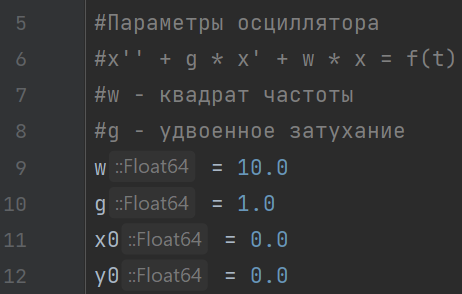 5 #Параметры осциллятора
6 #x'' + g * x' + w * x = f(t)
7 #w - квадрат частоты
8 #g - удвоенное затухание
9 w ::Float64 = 10.0
10 g ::Float64 = 1.0
11 x0 ::Float64 = 0.0
12 y0 ::Float64 = 0.0